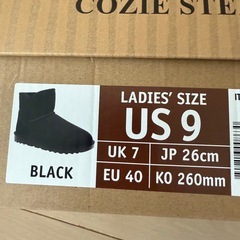 COZIE STE
LADIES' SIZE
US 9
UK 7
JP 26cm
EU 40
KO 260mm
BLACK